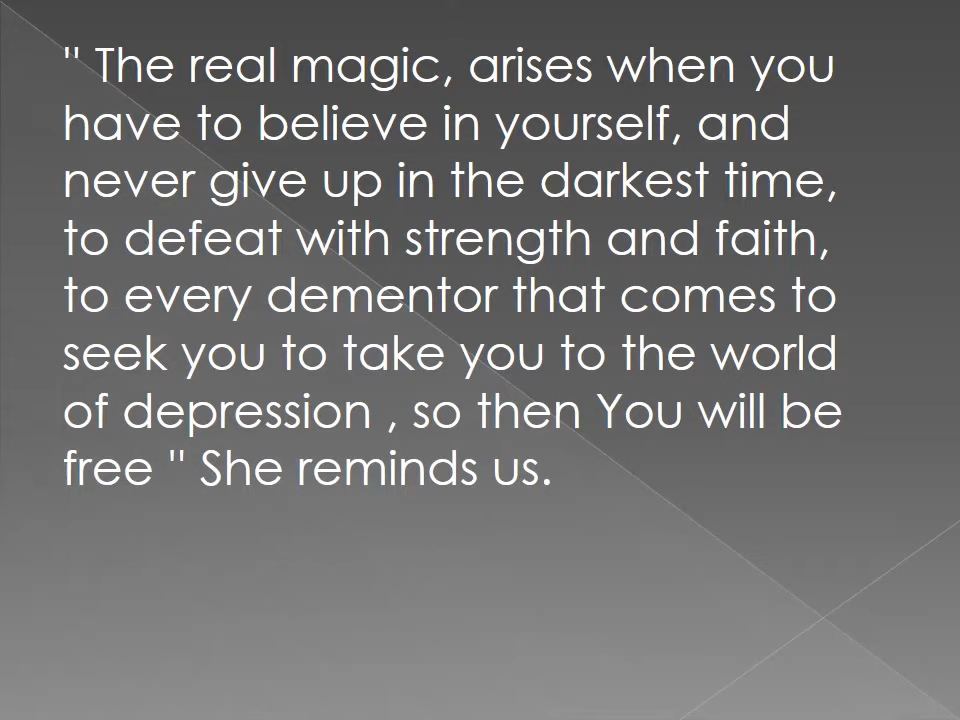 " The real magic, arises when you
have to believe in yourself, and
never give up in the darkest time,
to defeat with strength and faith,
to every dementor that comes to
seek you to take you to the world
of depression , so then You will be
free " She reminds us.